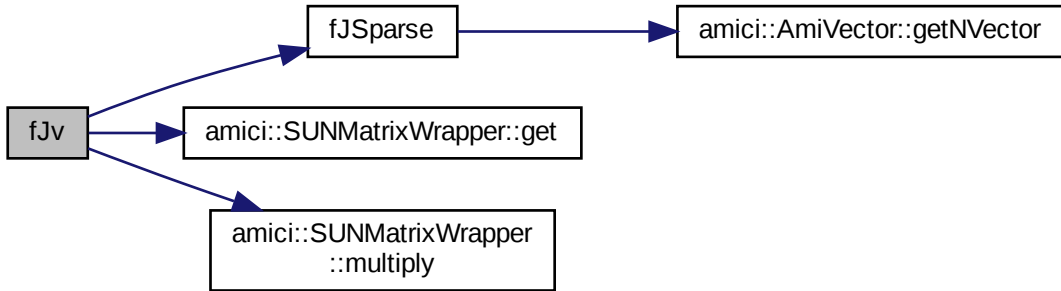 fJv
fJSparse
amici::AmiVector::getNVector
amici::SUNMatrixWrapper::get
amici::SUNMatrixWrapper
::multiply